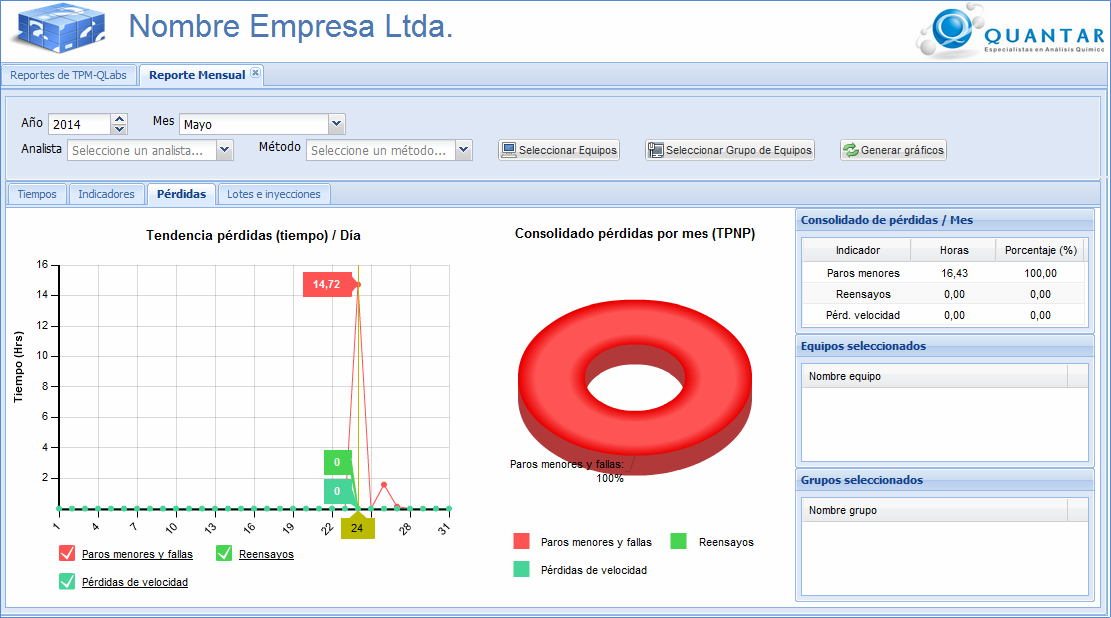 Nombre Empresa Ltda.
QUANTAR
Especialistas en Análisis Químico
Reportes de TPM-QLabs
Reporte Mensual
Año 2014 Mes Mayo
Analista Seleccione un analista... Método Seleccione un método... Seleccionar Equipos Seleccionar Grupo de Equipos Generar gráficos
Tiempos Indicadores Pérdidas Lotes e inyecciones
Tendencia pérdidas (tiempo) / Día
Tiempo (Hrs)
16
14
12
10
8
6
4
2
14,72
0
0
1 4 7 10 13 16 19 22 24 28 31
Paros menores y fallas Reensayos
Pérdidas de velocidad
Consolidado pérdidas por mes (TPNP)
Paros menores y fallas:
100%
Paros menores y fallas Reensayos
Pérdidas de velocidad
Consolidado de pérdidas / Mes
Indicador Horas Porcentaje (%)
Paros menores 16,43 100,00
Reensayos 0,00 0,00
Pérd. velocidad 0,00 0,00
Equipos seleccionados
Nombre equipo
Grupos seleccionados
Nombre grupo